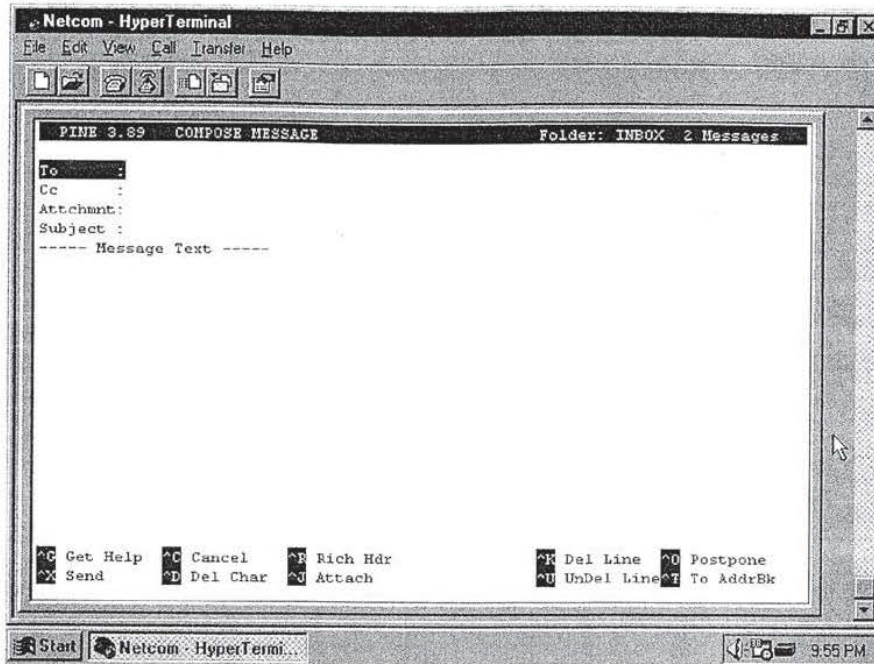 Netcom - HyperTerminal
File Edit View Call Transfer Help
PINE 3.89 COMPOSE MESSAGE Folder: INBOX 2 Messages
To :
Cc :
Attchmnt:
Subject :
----- Message Text -----
^G Get Help ^C Cancel ^R Rich Hdr ^K Del Line ^O Postpone
^X Send ^D Del Char ^J Attach ^U UnDel Line ^T To AddrBk
Start Netcom - HyperTermi... 9:55 PM